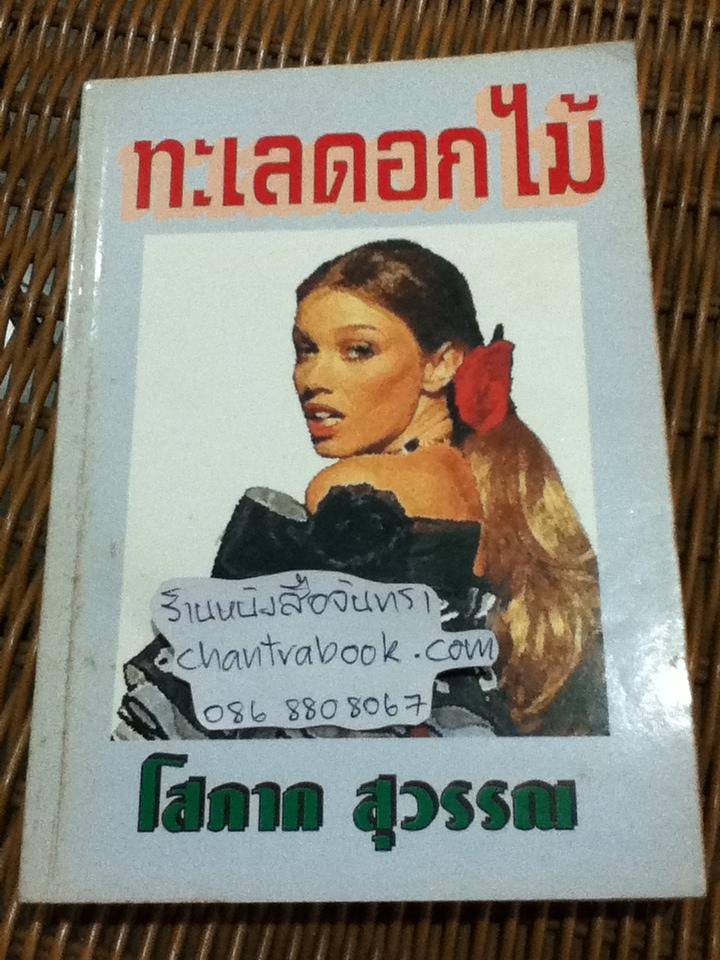 ทะเลดอกไม้
ร้านหนังสือจันทรา
chantrabook.com
086 880 8067
โสภาค สุวรรณ